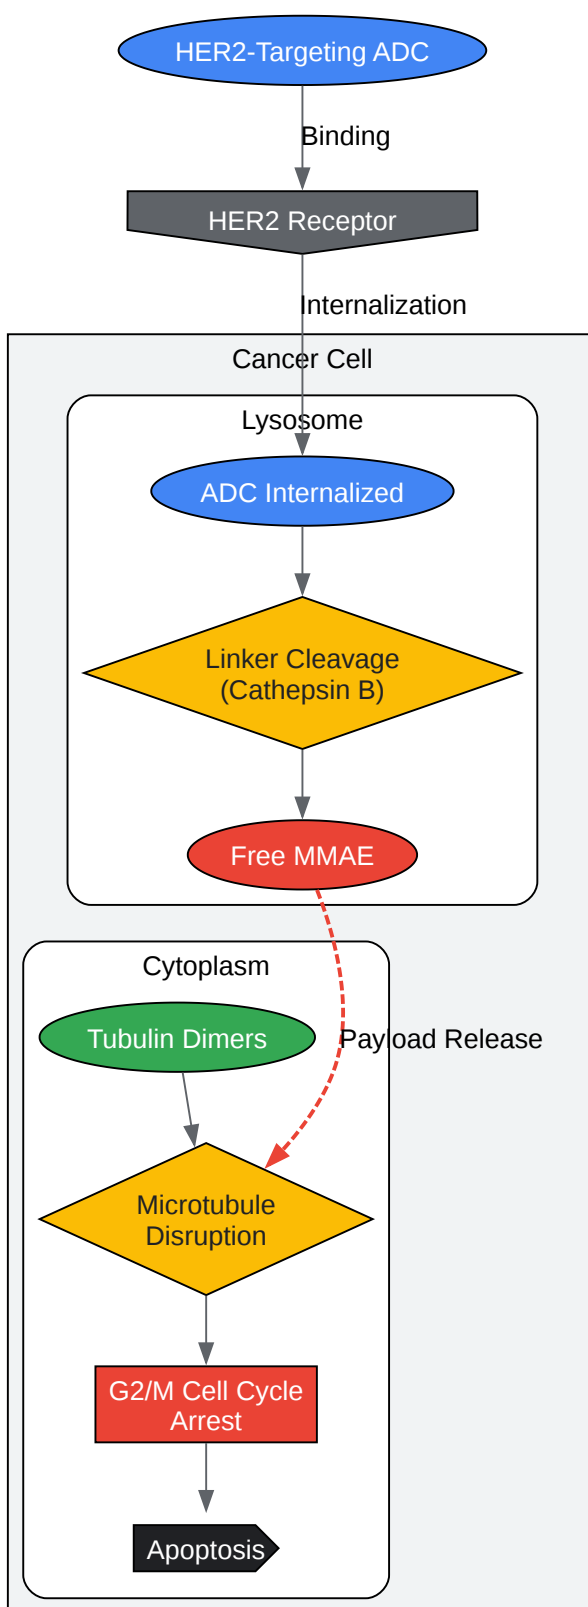 HER2-Targeting ADC
Binding
HER2 Receptor
Internalization
Cancer Cell
Lysosome
ADC Internalized
Linker Cleavage
(Cathepsin B)
Free MMAE
Cytoplasm
Tubulin Dimers
Payload Release
Microtubule
Disruption
G2/M Cell Cycle
Arrest
Apoptosis